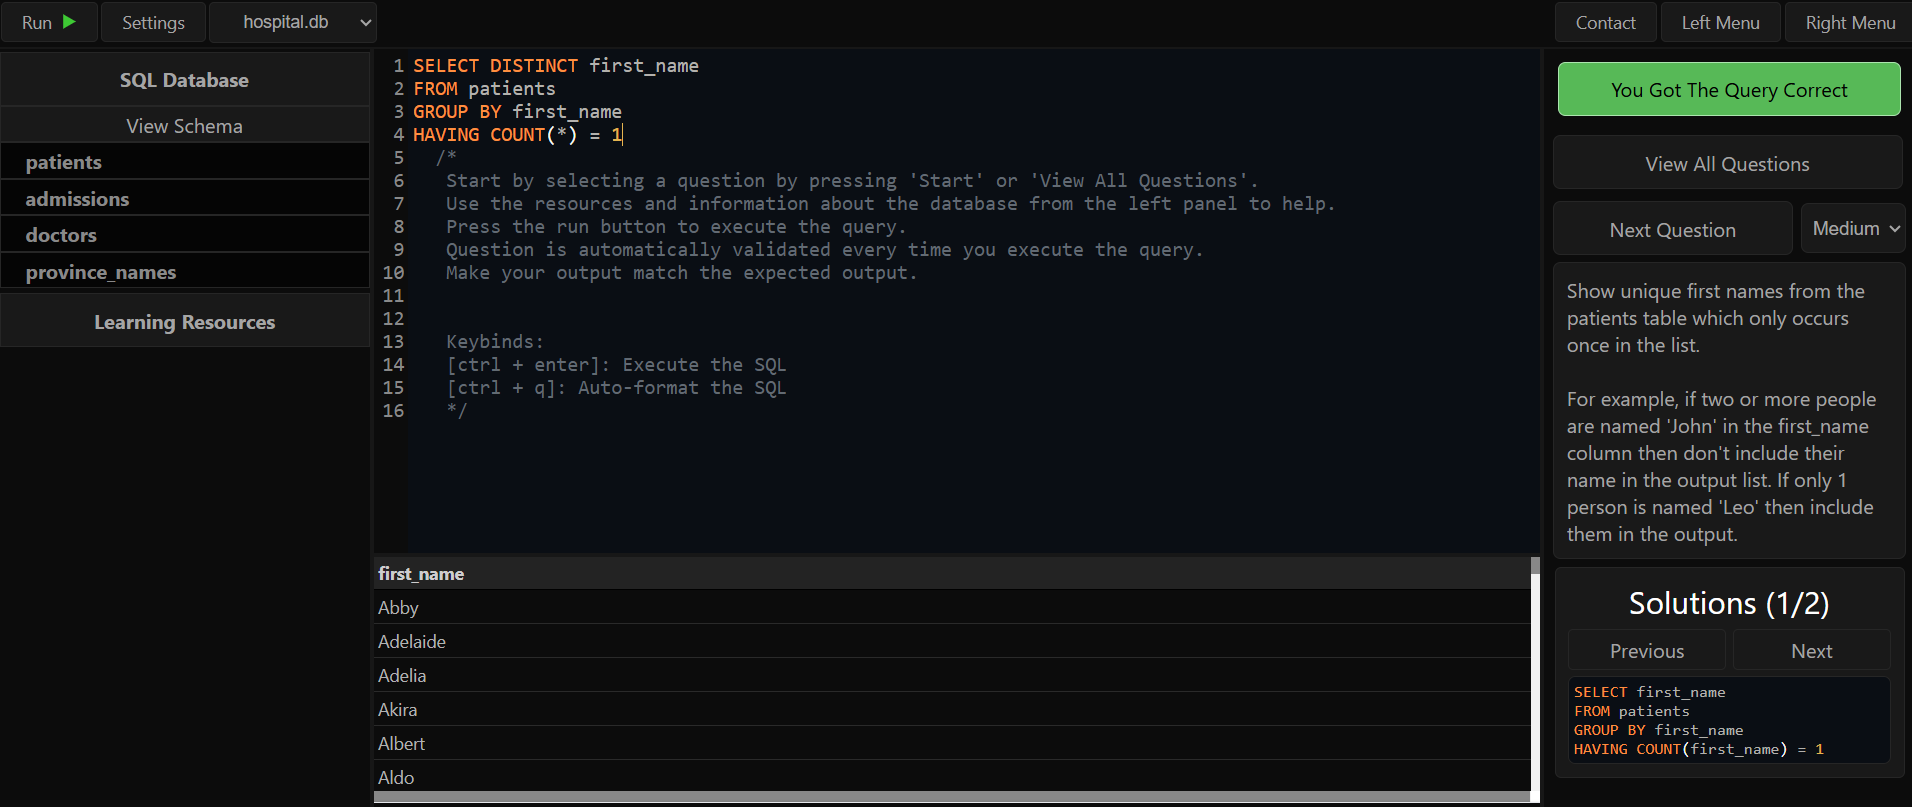 Run
Settings
hospital.db
Contact
Left Menu
Right Menu
SQL Database
View Schema
patients
admissions
doctors
province_names
Learning Resources
1 SELECT DISTINCT first_name
2 FROM patients
3 GROUP BY first_name
4 HAVING COUNT(*) = 1
5 /*
6 Start by selecting a question by pressing 'Start' or 'View All Questions'.
7 Use the resources and information about the database from the left panel to help.
8 Press the run button to execute the query.
9 Question is automatically validated every time you execute the query.
10 Make your output match the expected output.
11
12
13 Keybinds:
14 [ctrl + enter]: Execute the SQL
15 [ctrl + q]: Auto-format the SQL
16 */
first_name
Abby
Adelaide
Adelia
Akira
Albert
Aldo
You Got The Query Correct
View All Questions
Next Question
Medium
Show unique first names from the
patients table which only occurs
once in the list.
For example, if two or more people
are named 'John' in the first_name
column then don't include their
name in the output list. If only 1
person is named 'Leo' then include
them in the output.
Solutions (1/2)
Previous
Next
SELECT first_name
FROM patients
GROUP BY first_name
HAVING COUNT(first_name) = 1